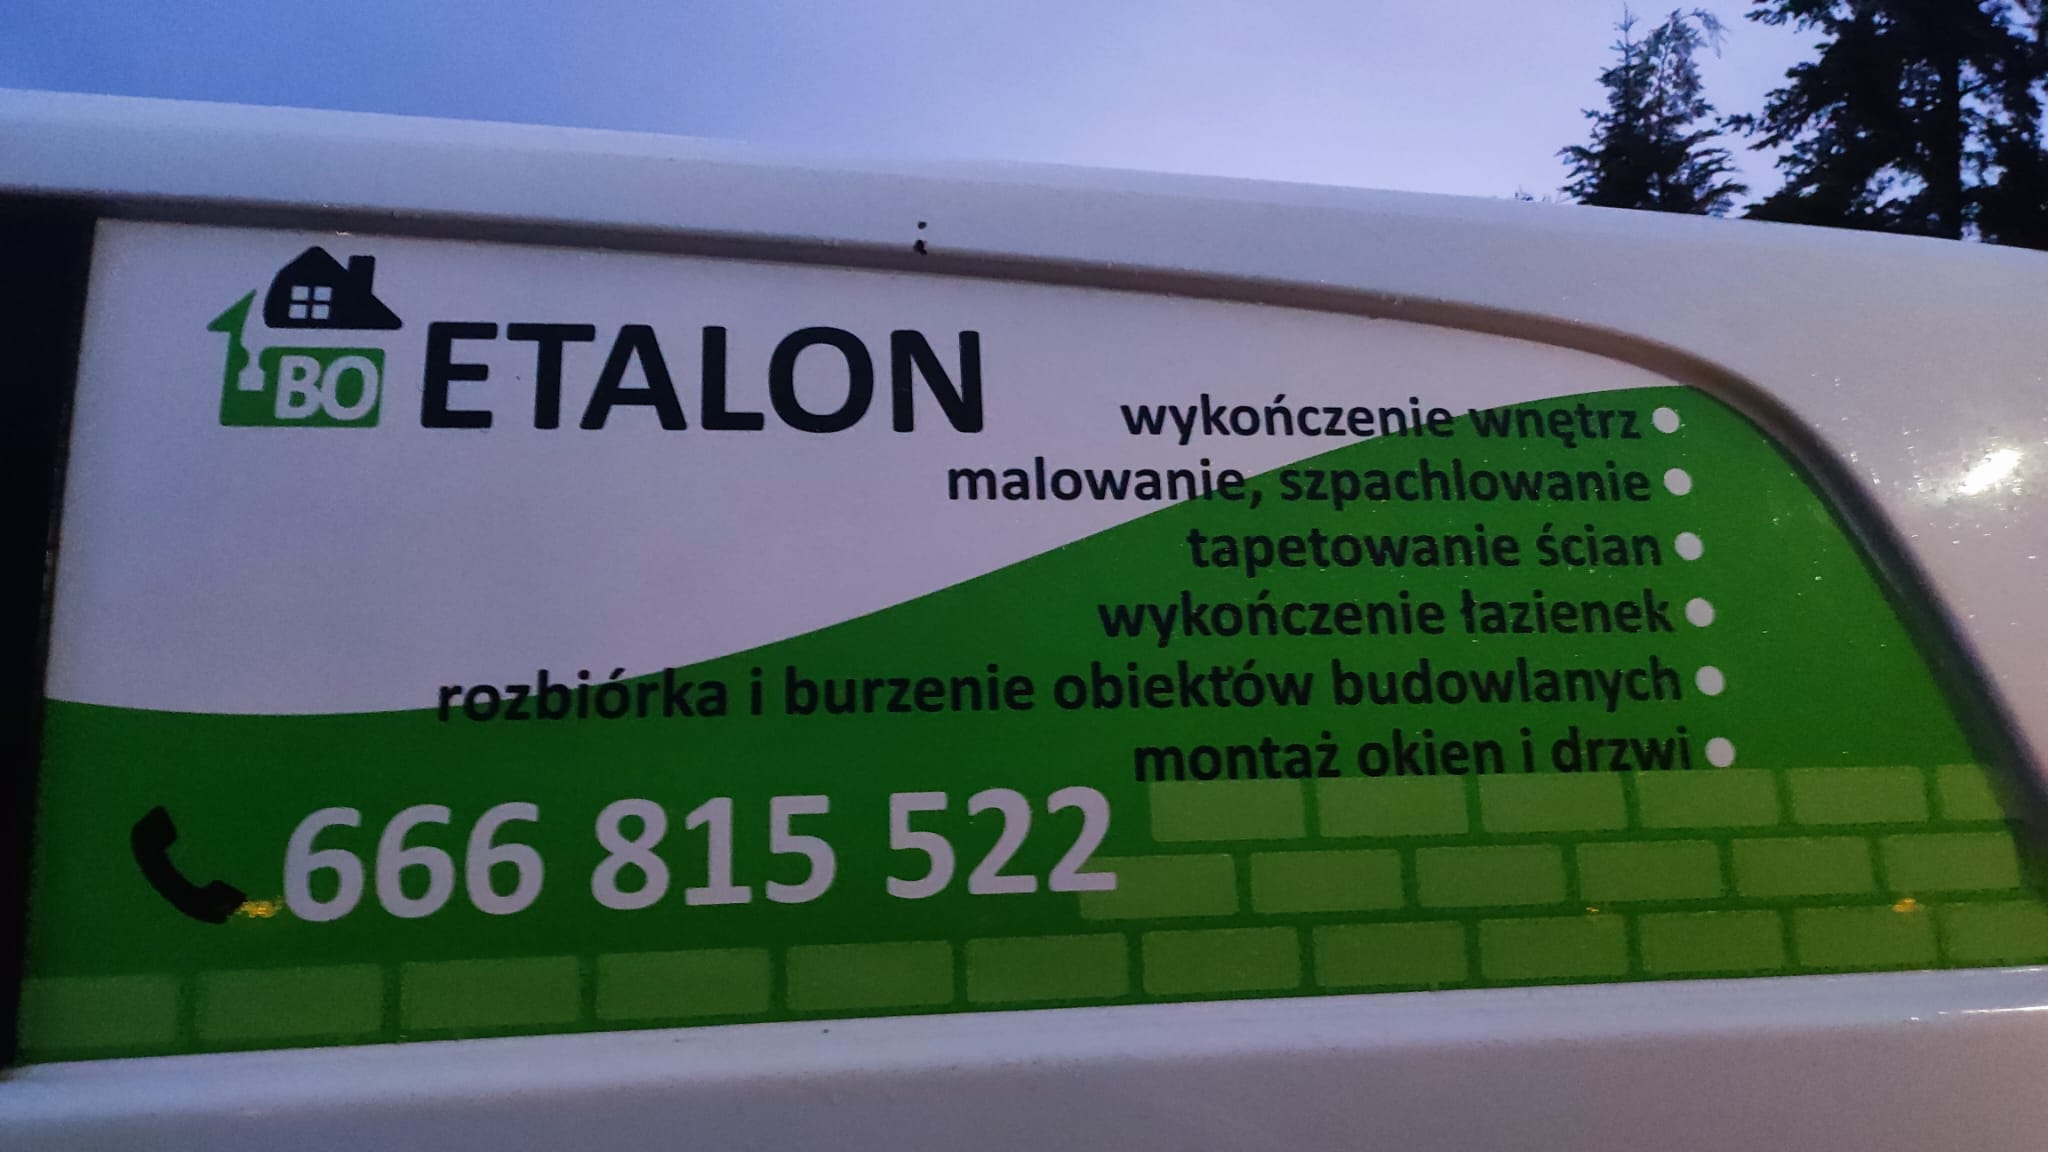 BO ETALON
wykończenie wnętrz
malowanie, szpachlowanie
tapetowanie ścian
wykończenie łazienek
rozbiórka i burzenie obiektów budowlanych
montaż okien i drzwi
666 815 522